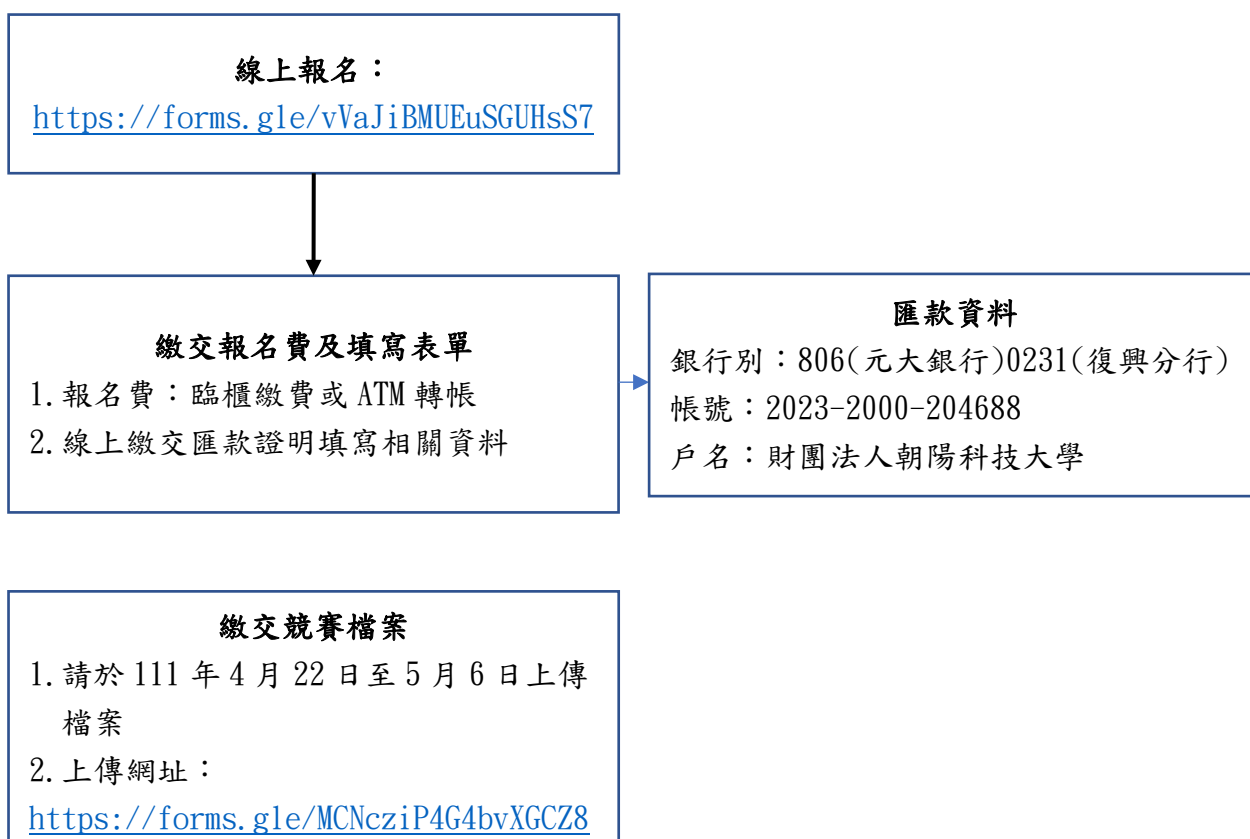 線上報名：
https://forms.gle/vVaJiBMUEuSGUHsS7
繳交報名費及填寫表單
1.報名費：臨櫃繳費或 ATM 轉帳
2.線上繳交匯款證明填寫相關資料
匯款資料
銀行別：806(元大銀行)0231(復興分行)
帳號：2023-2000-204688
戶名：財團法人朝陽科技大學
繳交競賽檔案
1.請於 111 年 4 月 22 日至 5 月 6 日上傳
檔案
2.上傳網址：
https://forms.gle/MCNcziP4G4bvXGCZ8